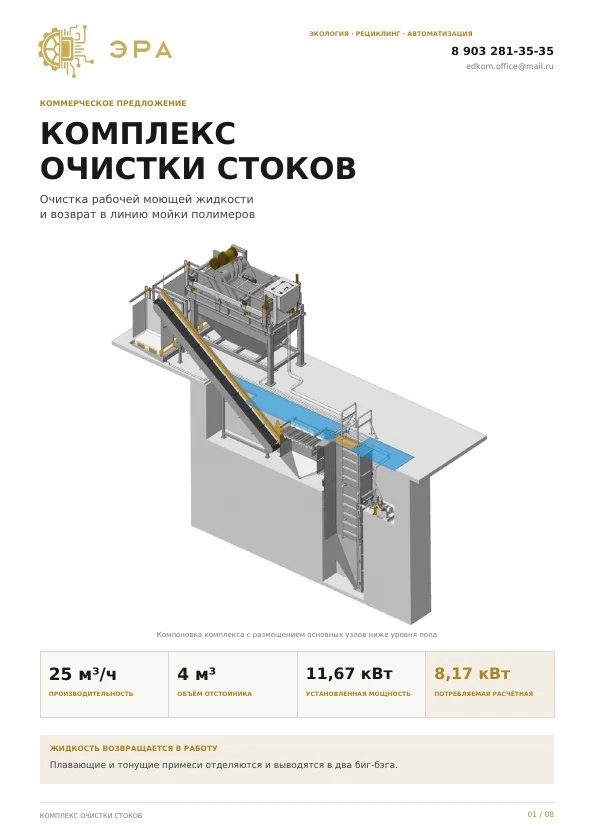 ЭРА
ЭКОЛОГИЯ · РЕЦИКЛИНГ · АВТОМАТИЗАЦИЯ
8 903 281-35-35
edkom.office@mail.ru
КОММЕРЧЕСКОЕ ПРЕДЛОЖЕНИЕ
КОМПЛЕКС
ОЧИСТКИ СТОКОВ
Очистка рабочей моющей жидкости
и возврат в линию мойки полимеров
Компоновка комплекса с размещением основных узлов ниже уровня пола
25 м³/ч
ПРОИЗВОДИТЕЛЬНОСТЬ
4 м³
ОБЪЁМ ОТСТОЙНИКА
11,67 кВт
УСТАНОВЛЕННАЯ МОЩНОСТЬ
8,17 кВт
ПОТРЕБЛЯЕМАЯ РАСЧЁТНАЯ
ЖИДКОСТЬ ВОЗВРАЩАЕТСЯ В РАБОТУ
Плавающие и тонущие примеси отделяются и выводятся в два биг-бэга.
КОМПЛЕКС ОЧИСТКИ СТОКОВ
01 / 08